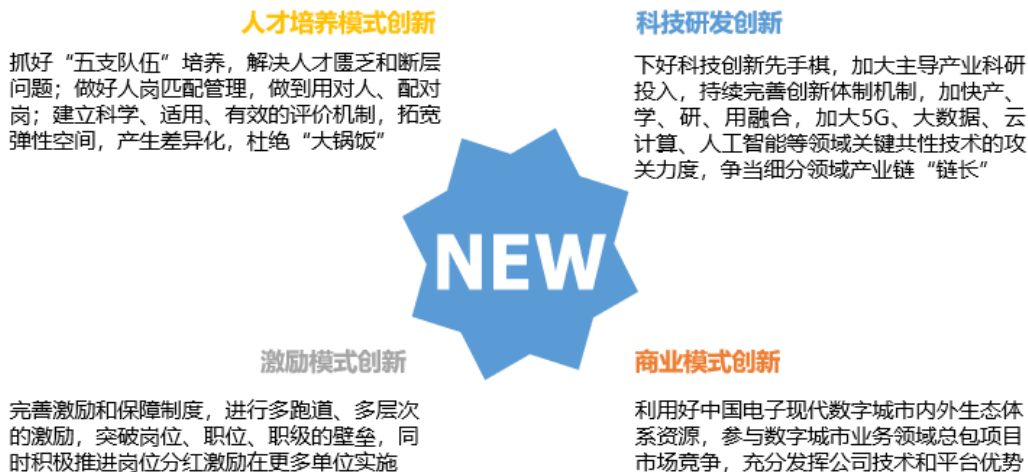 人才培养模式创新
抓好“五支队伍”培养，解决人才匮乏和断层
问题；做好人岗匹配管理，做到用对人、配对
岗；建立科学、适用、有效的评价机制，拓宽
弹性空间，产生差异化，杜绝“大锅饭”
科技研发创新
下好科技创新先手棋，加大主导产业科研
投入，持续完善创新体制机制，加快产、
学、研、用融合，加大5G、大数据、云
计算、人工智能等领域关键共性技术的攻
关力度，争当细分领域产业链“链长”
NEW
激励模式创新
完善激励和保障制度，进行多跑道、多层次
的激励，突破岗位、职位、职级的壁垒，同
时积极推进岗位分红激励在更多单位实施
商业模式创新
利用好中国电子现代数字城市内外生态体
系资源，参与数字城市业务领域总包项目
市场竞争，充分发挥公司技术和平台优势